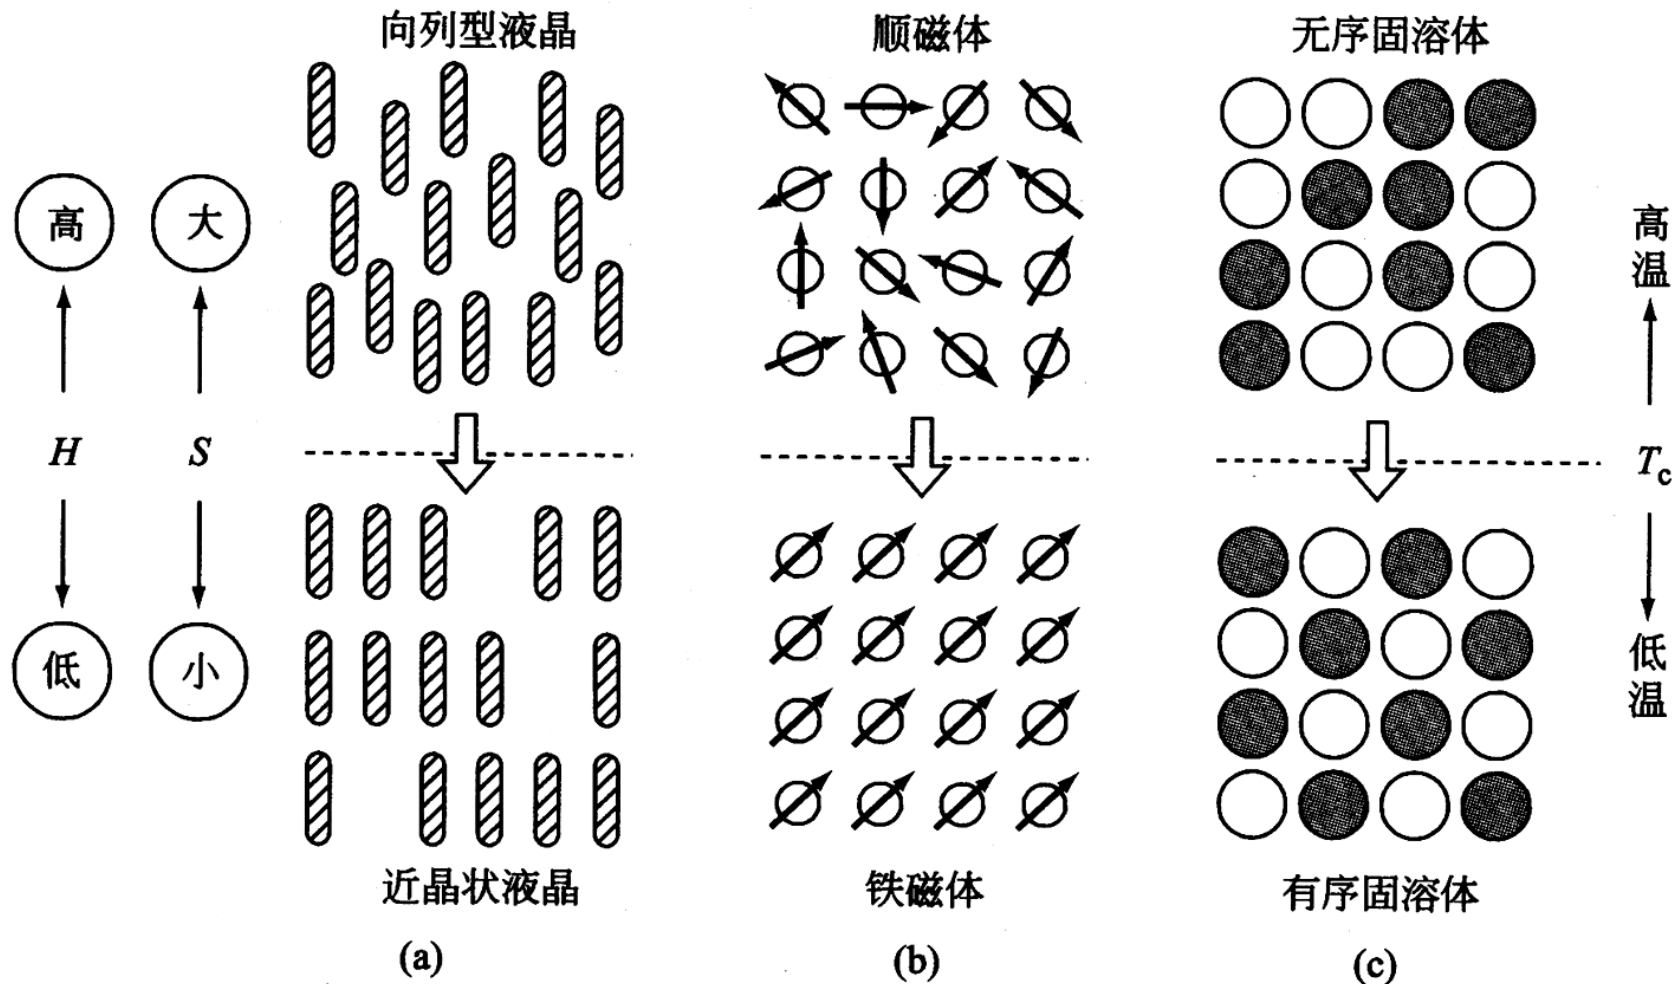 向列型液晶
顺磁体
无序固溶体
高
大
高温
H
S
T_c
低
小
低温
近晶状液晶
铁磁体
有序固溶体
(a)
(b)
(c)